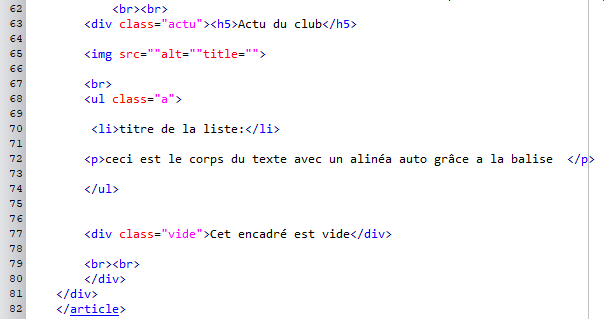 62 <br><br>
63 <div class="actu"><h5>Actu du club</h5>
64
65 <img src=""alt=""title="">
66
67 <br>
68 <ul class="a">
69
70 <li>titre de la liste:</li>
71
72 <p>ceci est le corps du texte avec un alinéa auto grâce a la balise  </p>
73
74 </ul>
75
76
77 <div class="vide">Cet encadré est vide</div>
78
79 <br><br>
80 </div>
81 </div>
82 </article>